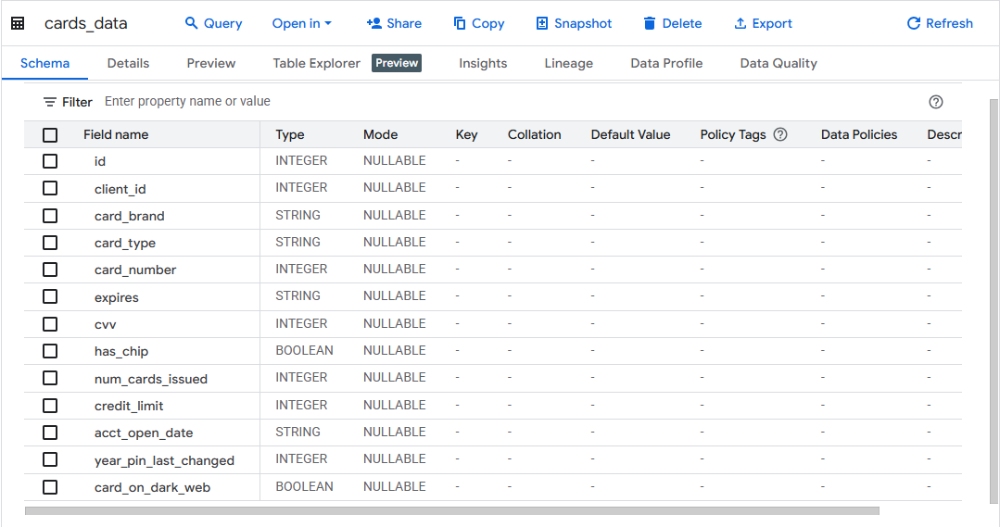 cards_data Query Open in Share Copy Snapshot Delete Export Refresh
Schema Details Preview Table Explorer Preview Insights Lineage Data Profile Data Quality
Filter Enter property name or value
Field name Type Mode Key Collation Default Value Policy Tags Data Policies Descr
id INTEGER NULLABLE - - - - - -
client_id INTEGER NULLABLE - - - - - -
card_brand STRING NULLABLE - - - - - -
card_type STRING NULLABLE - - - - - -
card_number INTEGER NULLABLE - - - - - -
expires STRING NULLABLE - - - - - -
cvv INTEGER NULLABLE - - - - - -
has_chip BOOLEAN NULLABLE - - - - - -
num_cards_issued INTEGER NULLABLE - - - - - -
credit_limit INTEGER NULLABLE - - - - - -
acct_open_date STRING NULLABLE - - - - - -
year_pin_last_changed INTEGER NULLABLE - - - - - -
card_on_dark_web BOOLEAN NULLABLE - - - - - -